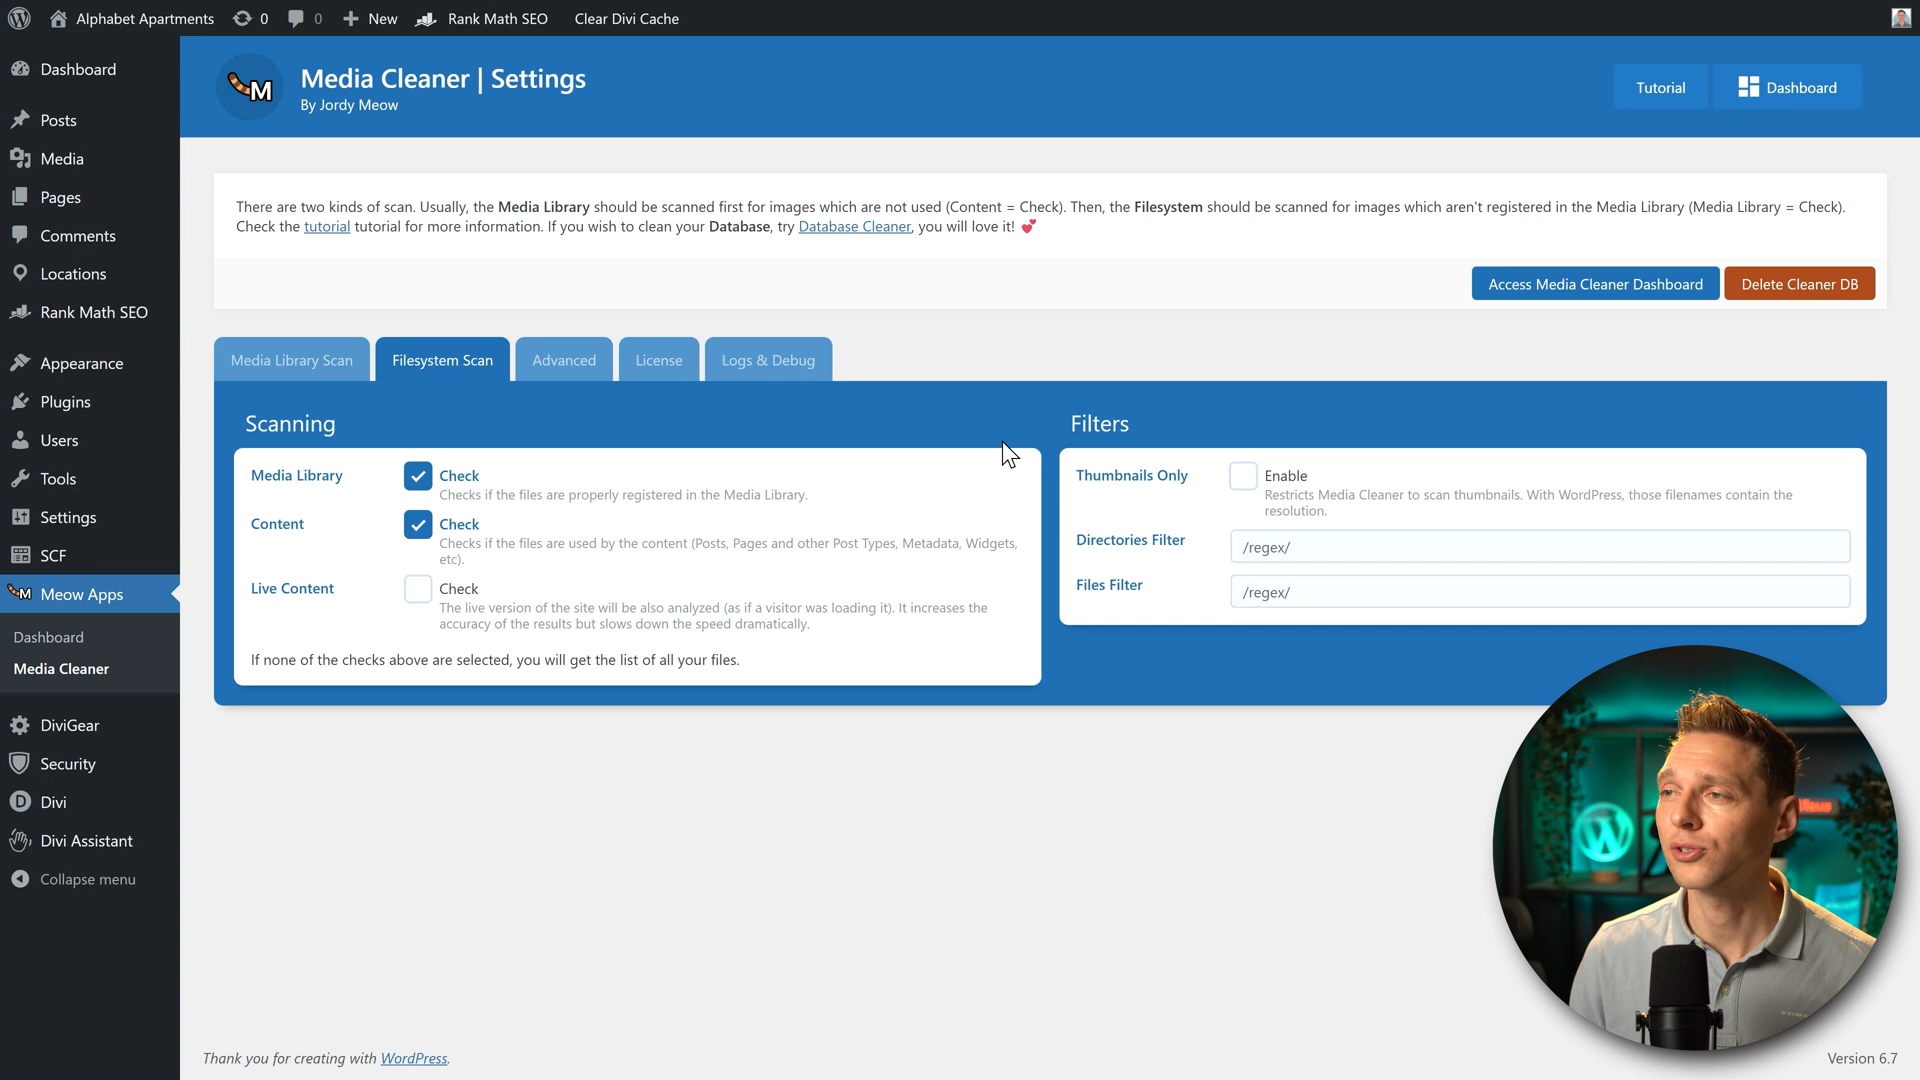 Alphabet Apartments 0 0 New Rank Math SEO Clear Divi Cache
Dashboard
Posts
Media
Pages
Comments
Locations
Rank Math SEO
Appearance
Plugins
Users
Tools
Settings
SCF
M Meow Apps
Dashboard
Media Cleaner
DiviGear
Security
D Divi
Divi Assistant
Collapse menu
M
Media Cleaner | Settings
By Jordy Meow
Tutorial
Dashboard
There are two kinds of scan. Usually, the Media Library should be scanned first for images which are not used (Content = Check). Then, the Filesystem should be scanned for images which aren't registered in the Media Library (Media Library = Check).
Check the tutorial tutorial for more information. If you wish to clean your Database, try Database Cleaner, you will love it! 💕
Access Media Cleaner Dashboard
Delete Cleaner DB
Media Library Scan
Filesystem Scan
Advanced
License
Logs & Debug
Scanning
Media Library
Check
Checks if the files are properly registered in the Media Library.
Content
Check
Checks if the files are used by the content (Posts, Pages and other Post Types, Metadata, Widgets,
etc).
Live Content
Check
The live version of the site will be also analyzed (as if a visitor was loading it). It increases the
accuracy of the results but slows down the speed dramatically.
If none of the checks above are selected, you will get the list of all your files.
Filters
Thumbnails Only
Enable
Restricts Media Cleaner to scan thumbnails. With WordPress, those filenames contain the
resolution.
Directories Filter
/regex/
Files Filter
/regex/
Thank you for creating with WordPress.
Version 6.7